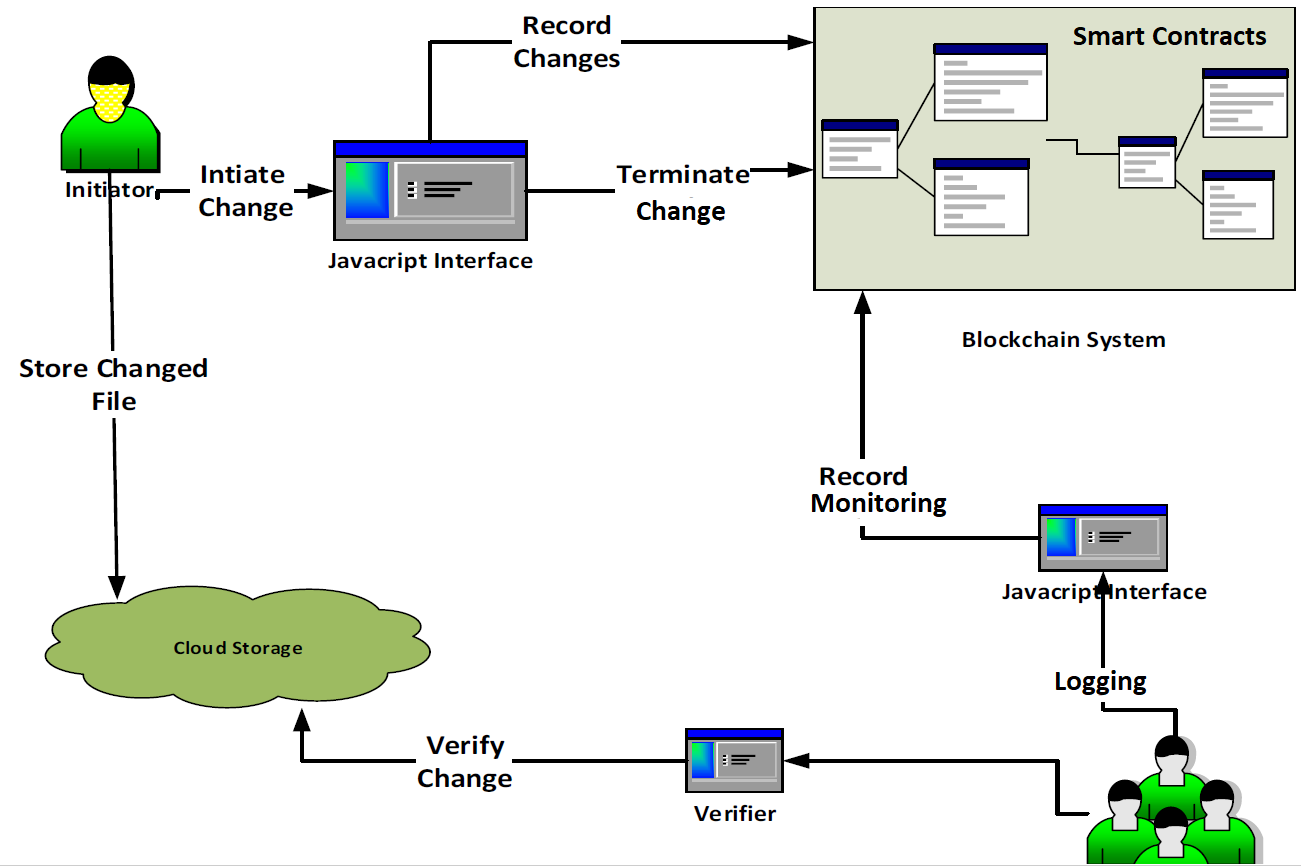 Record
Changes
Smart Contracts
Initiator
Intiate
Change
Terminate
Change
Javacript Interface
Blockchain System
Store Changed
File
Record
Monitoring
Javacript Interface
Cloud Storage
Logging
Verify
Change
Verifier